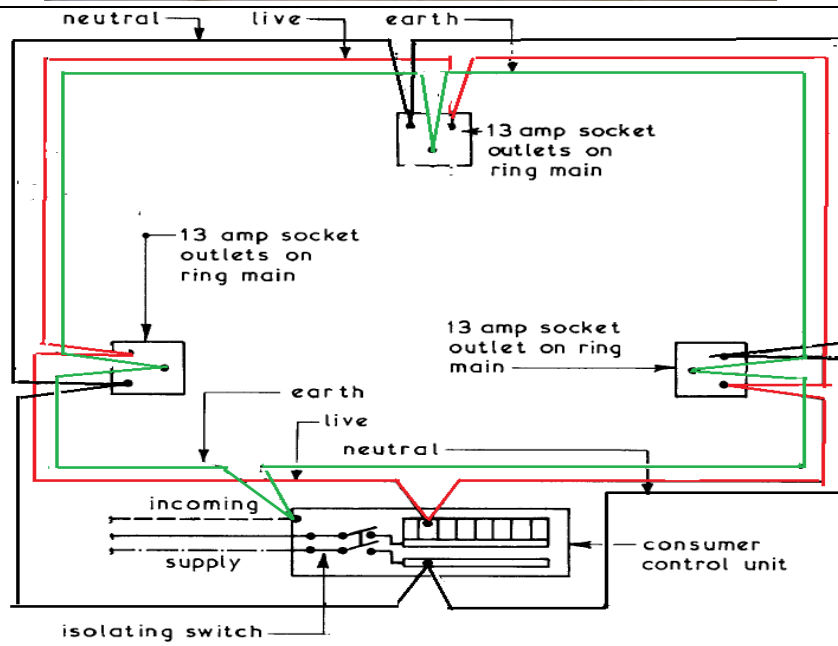 neutral
live
earth
13 amp socket
outlets on
ring main
13 amp socket
outlets on
ring main
13 amp socket
outlet on ring
main
earth
live
neutral
incoming
supply
consumer
control unit
isolating switch